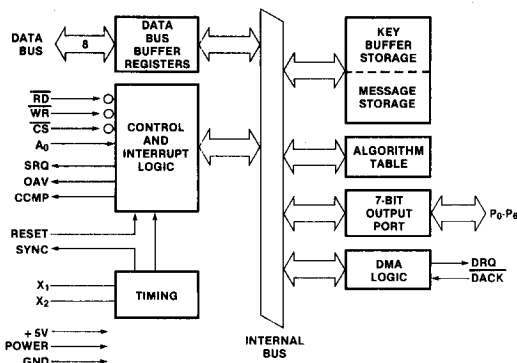 DATA
BUS
8
DATA
BUS
BUFFER
REGISTERS
RD
WR
CS
A0
SRQ
OAV
CCMP
CONTROL
AND
INTERRUPT
LOGIC
RESET
SYNC
X1
X2
TIMING
+5V
POWER
GND
INTERNAL
BUS
KEY
BUFFER
STORAGE
MESSAGE
STORAGE
ALGORITHM
TABLE
7-BIT
OUTPUT
PORT
P0-P6
DMA
LOGIC
DRQ
DACK